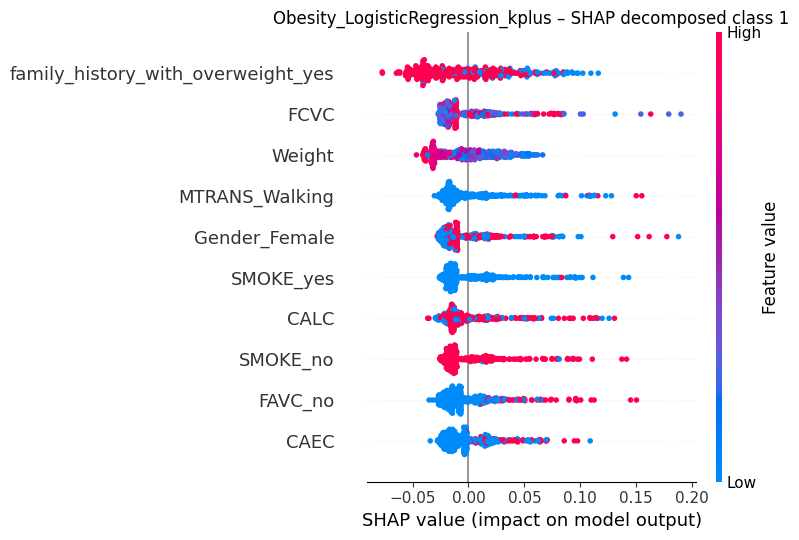 Obesity_LogisticRegression_kplus – SHAP decomposed class 1
High
family_history_with_overweight_yes
FCVC
Weight
MTRANS_Walking
Gender_Female
SMOKE_yes
CALC
SMOKE_no
FAVC_no
CAEC
Feature value
Low
−0.05 0.00 0.05 0.10 0.15 0.20
SHAP value (impact on model output)